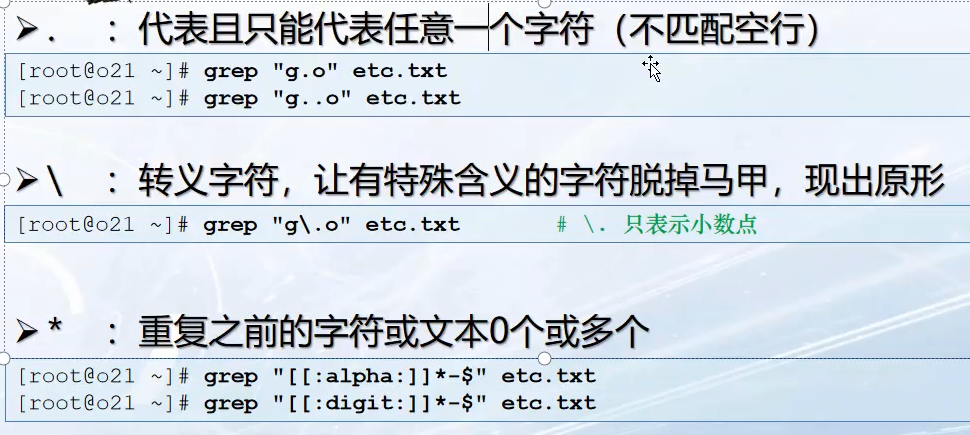 ➢ . ：代表且只能代表任意一个字符（不匹配空行）
[root@o21 ~]# grep "g.o" etc.txt
[root@o21 ~]# grep "g..o" etc.txt
➢ \ ：转义字符，让有特殊含义的字符脱掉马甲，现出原形
[root@o21 ~]# grep "g\.o" etc.txt # \. 只表示小数点
➢ * ：重复之前的字符或文本0个或多个
[root@o21 ~]# grep "[[:alpha:]]*-$" etc.txt
[root@o21 ~]# grep "[[:digit:]]*-$" etc.txt